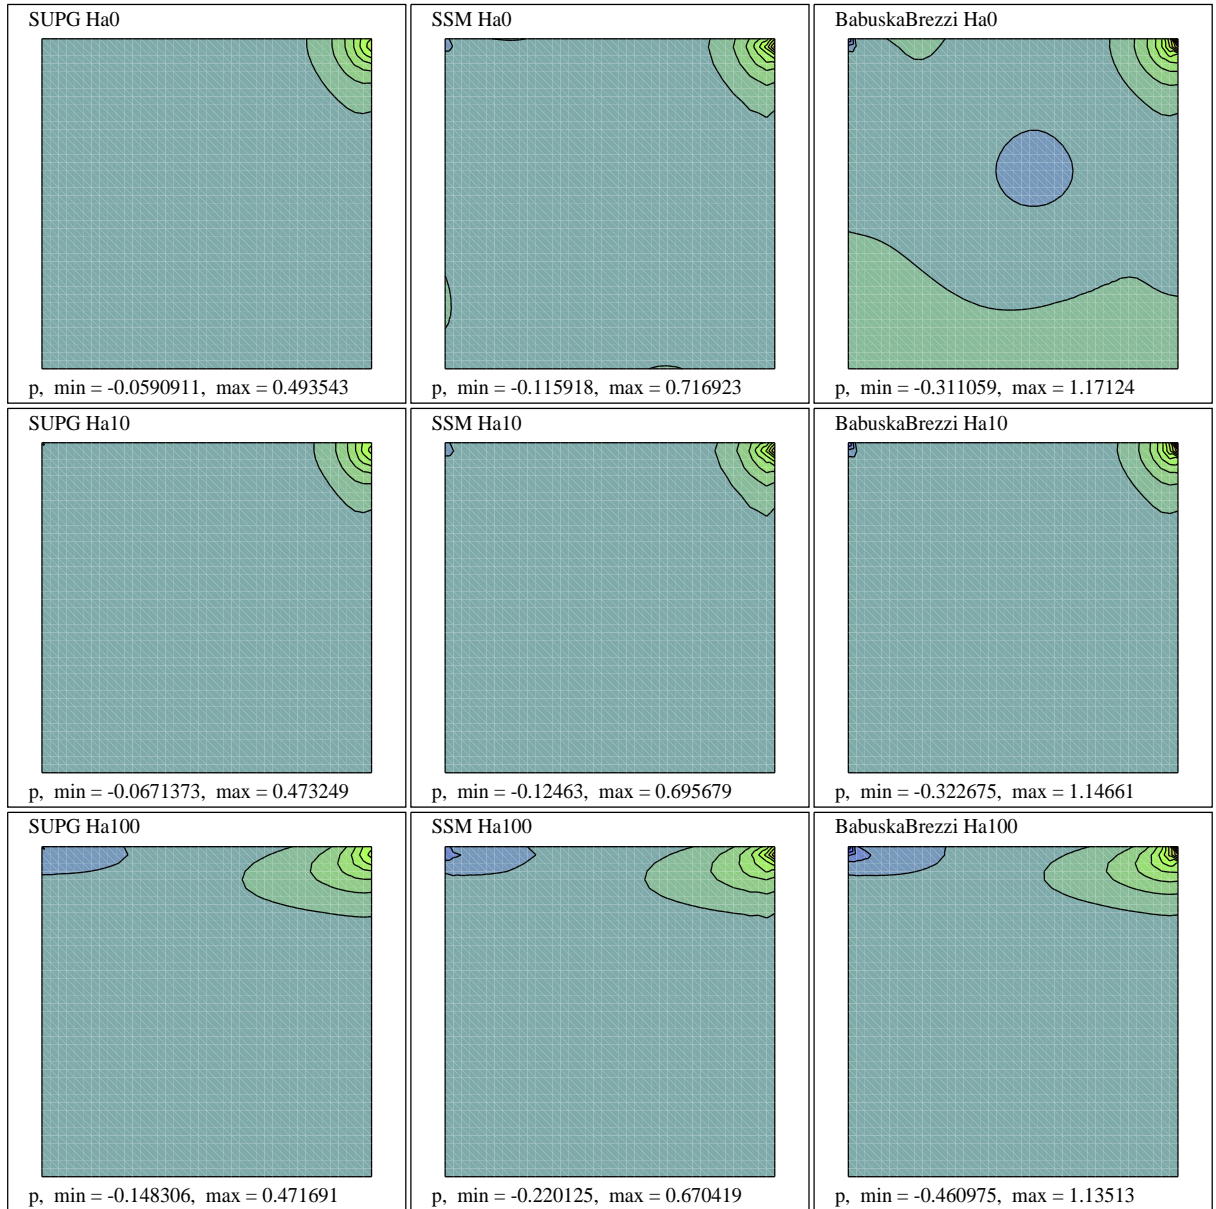 SUPG Ha0
p, min = -0.0590911, max = 0.493543
SSM Ha0
p, min = -0.115918, max = 0.716923
BabuskaBrezzi Ha0
p, min = -0.311059, max = 1.17124
SUPG Ha10
p, min = -0.0671373, max = 0.473249
SSM Ha10
p, min = -0.12463, max = 0.695679
BabuskaBrezzi Ha10
p, min = -0.322675, max = 1.14661
SUPG Ha100
p, min = -0.148306, max = 0.471691
SSM Ha100
p, min = -0.220125, max = 0.670419
BabuskaBrezzi Ha100
p, min = -0.460975, max = 1.13513